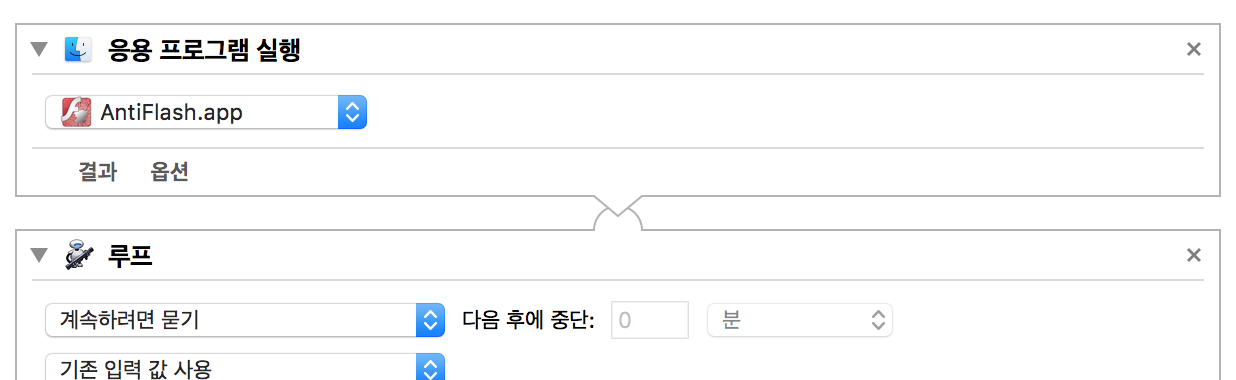 응용 프로그램 실행
AntiFlash.app
결과 옵션
루프
계속하려면 묻기 다음 후에 중단: 0 분
기존 입력 값 사용